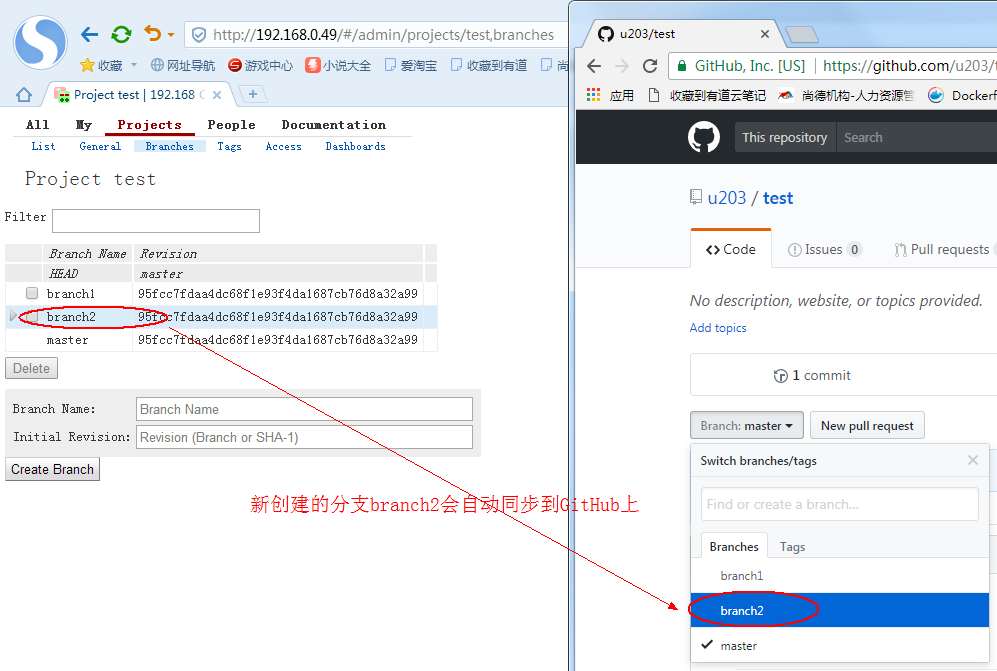 http://192.168.0.49/#/admin/projects/test,branches
收藏
网址导航
游戏中心
小说大全
爱淘宝
收藏到有道
尚
Project test | 192.168
All My Projects People Documentation
List General Branches Tags Access Dashboards
Project test
Filter
Branch Name Revision
HEAD master
branch1 95fcc7fdaa4dc68f1e93f4da1687cb76d8a32a99
branch2 95fcc7fdaa4dc68f1e93f4da1687cb76d8a32a99
master 95fcc7fdaa4dc68f1e93f4da1687cb76d8a32a99
Delete
Branch Name: Branch Name
Initial Revision: Revision (Branch or SHA-1)
Create Branch
新创建的分支branch2会自动同步到GitHub上
u203/test
GitHub, Inc. [US] https://github.com/u203/
应用
收藏到有道云笔记
尚德机构-人力资源管
Docker
This repository Search
u203 / test
Code Issues 0 Pull requests
No description, website, or topics provided.
Add topics
1 commit
Branch: master New pull request
Switch branches/tags
Find or create a branch...
Branches Tags
branch1
branch2
master